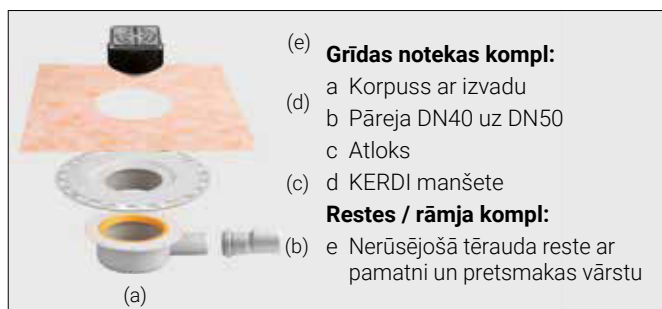 (e)
Grīdas notekas kompl:
a Korpuss ar izvadu
(d)
b Pāreja DN40 uz DN50
c Atloks
(c)
d KERDI manšete
Restes / rāmja kompl:
(b)
e Nerūsējošā tērauda reste ar
pamatni un pretsmakas vārstu
(a)